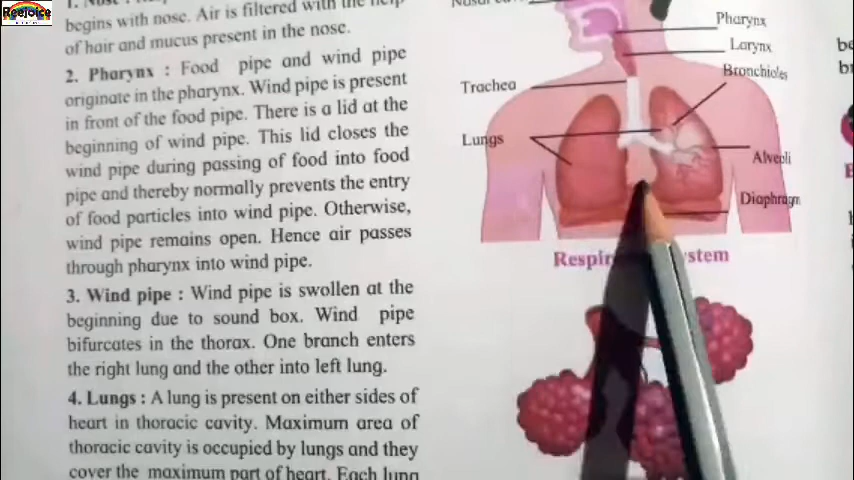 Reejoice
begins with nose. Air is filtered with the help
of hair and mucus present in the nose.
2. Pharynx : Food pipe and wind pipe
originate in the pharynx. Wind pipe is present
in front of the food pipe. There is a lid at the
beginning of wind pipe. This lid closes the
wind pipe during passing of food into food
pipe and thereby normally prevents the entry
of food particles into wind pipe. Otherwise,
wind pipe remains open. Hence air passes
through pharynx into wind pipe.
3. Wind pipe : Wind pipe is swollen at the
beginning due to sound box. Wind pipe
bifurcates in the thorax. One branch enters
the right lung and the other into left lung.
4. Lungs : A lung is present on either sides of
heart in thoracic cavity. Maximum area of
thoracic cavity is occupied by lungs and they
cover the maximum part of heart. Each lung
Pharynx
Larynx
Bronchioles
Trachea
Lungs
Alveoli
Diaphragm
Respir stem